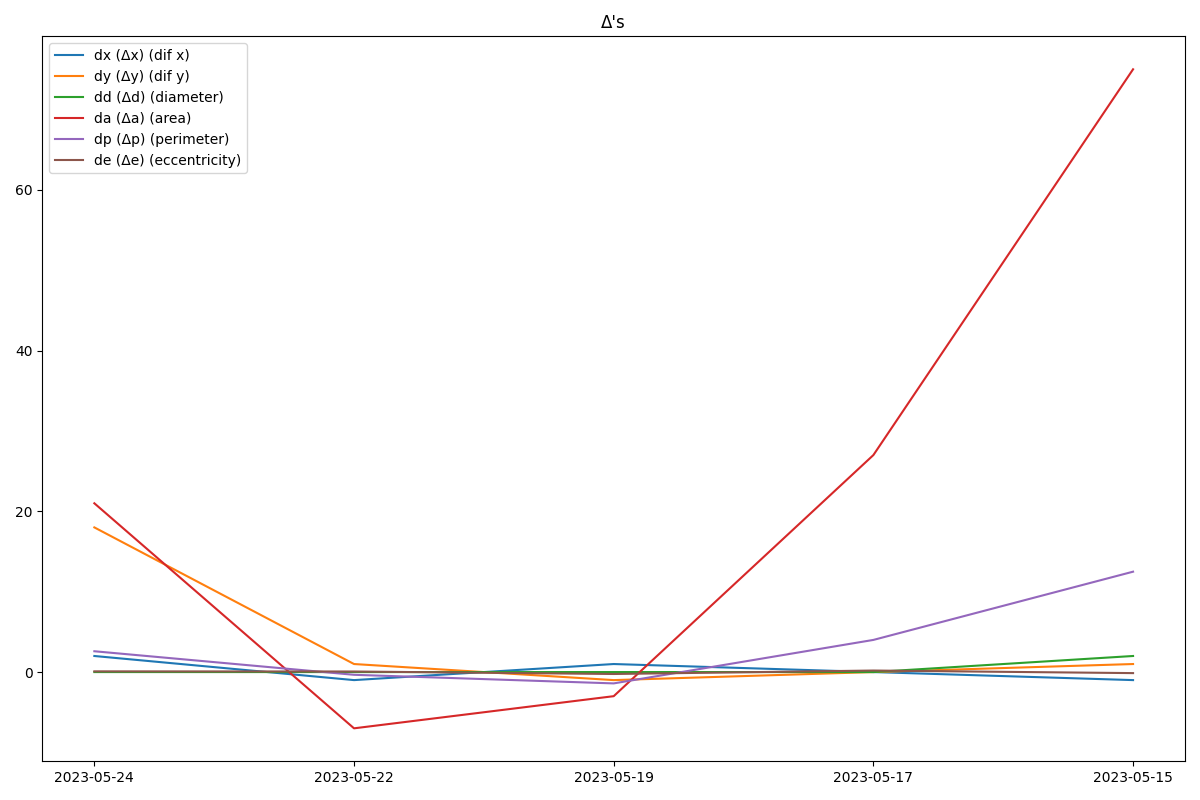 Δ's
dx (Δx) (dif x)
dy (Δy) (dif y)
dd (Δd) (diameter)
da (Δa) (area)
dp (Δp) (perimeter)
de (Δe) (eccentricity)
60
40
20
0
2023-05-24 2023-05-22 2023-05-19 2023-05-17 2023-05-15